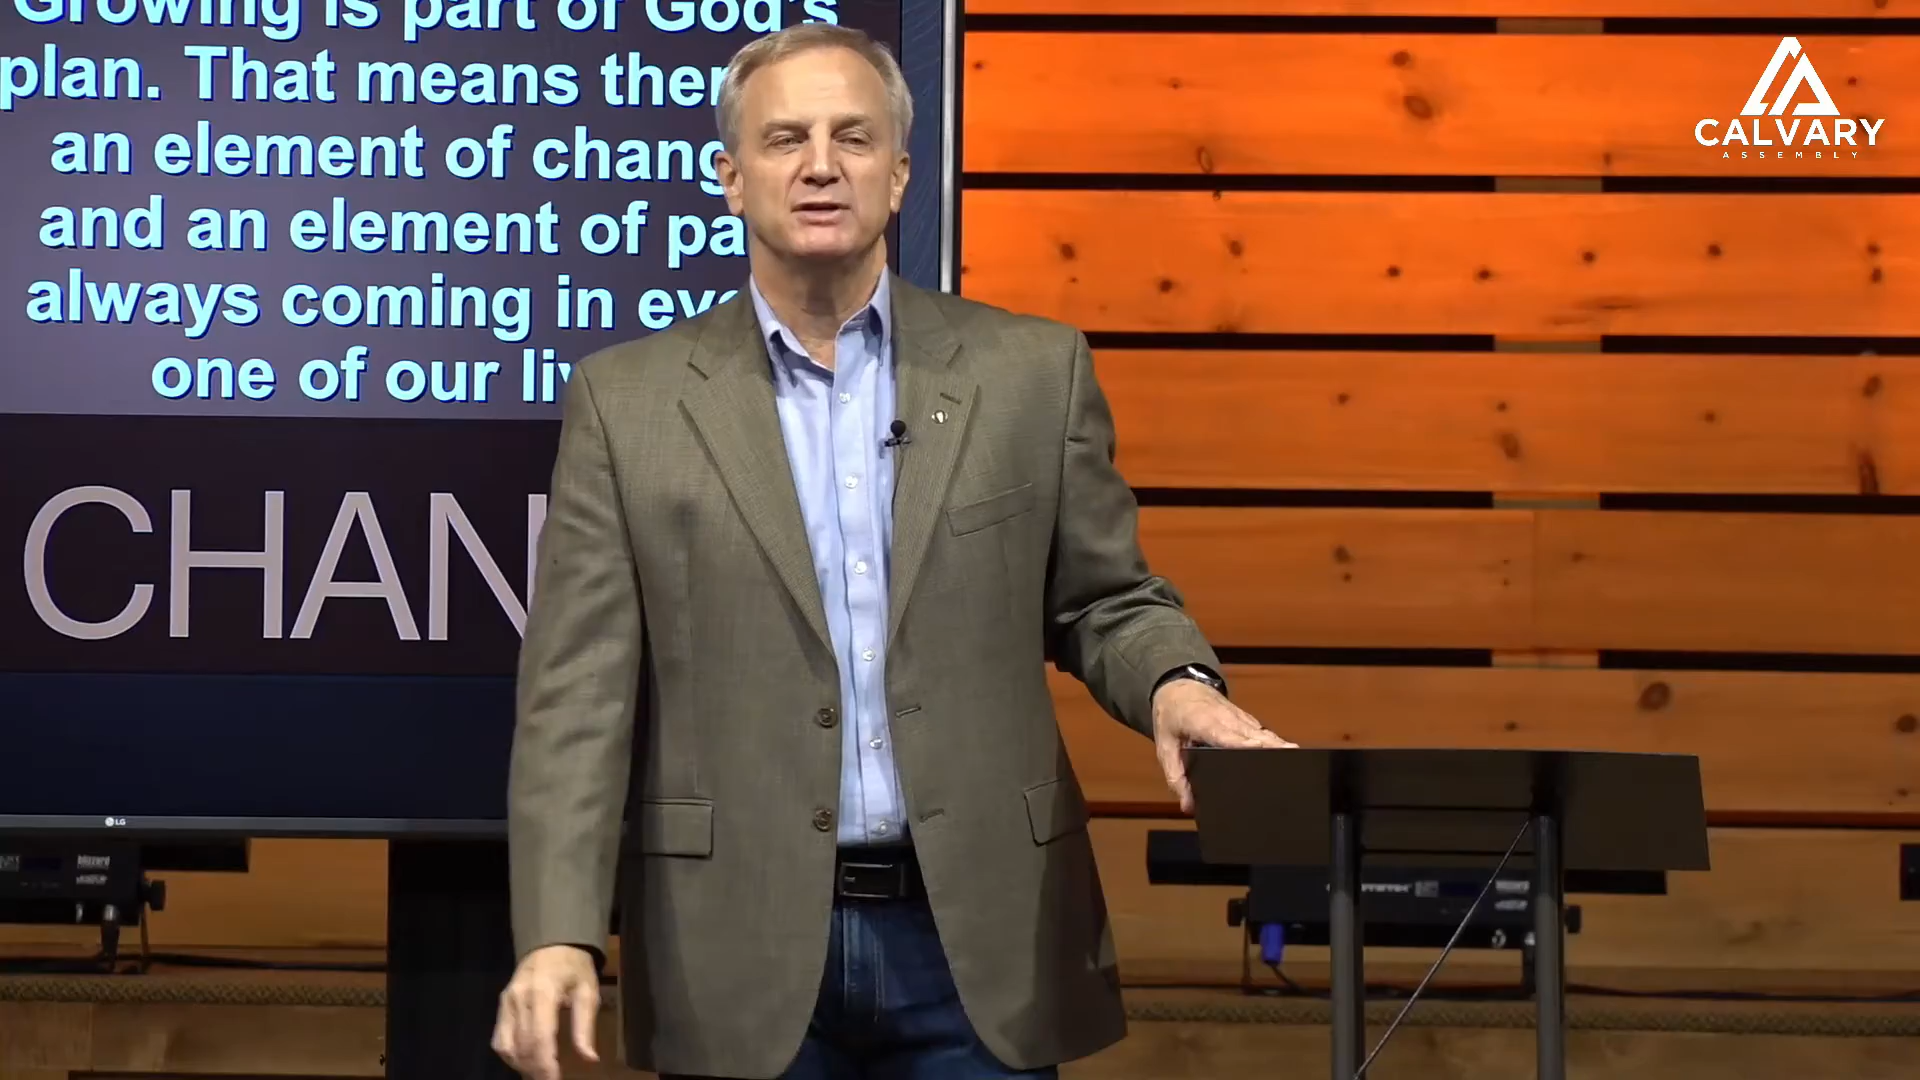 Growing is part of God's
plan. That means ther
an element of chang
and an element of pa
always coming in eve
one of our liv
CHAN
LG
CALVARY
ASSEMBLY
blizzard